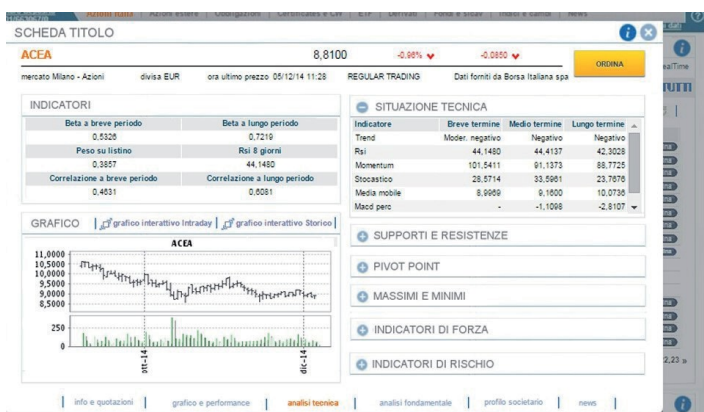 Azioni Italia | Azioni estere | Obbligazioni | Certificates e CW | ETF | Derivati | Fondi e sicav | Indici e cambi | News
SCHEDA TITOLO
ACEA 8,8100 -0,96% -0,0850
ORDINA
mercato Milano - Azioni divisa EUR ora ultimo prezzo 05/12/14 11:28 REGULAR TRADING Dati forniti da Borsa Italiana spa
INDICATORI
Beta a breve periodo Beta a lungo periodo
0,5326 0,7219
Peso su listino Rsi 8 giorni
0,3857 44,1480
Correlazione a breve periodo Correlazione a lungo periodo
0,4631 0,6081
GRAFICO | grafico interattivo Intraday | grafico interattivo Storico |
ACEA
11,0000
10,5000
10,0000
9,5000
9,0000
8,5000
250
0
ott-14
dic-14
SITUAZIONE TECNICA
Indicatore Breve termine Medio termine Lungo termine
Trend Moder. negativo Negativo Negativo
Rsi 44,1480 44,4137 42,3028
Momentum 101,5411 91,1373 88,7725
Stocastico 28,5714 33,5961 23,7676
Media mobile 8,9969 9,1600 10,0736
Macd perc - -1,1098 -2,8107
SUPPORTI E RESISTENZE
PIVOT POINT
MASSIMI E MINIMI
INDICATORI DI FORZA
INDICATORI DI RISCHIO
info e quotazioni | grafico e performance | analisi tecnica | analisi fondamentale | profilo societario | news |
ealTime
2,23 »